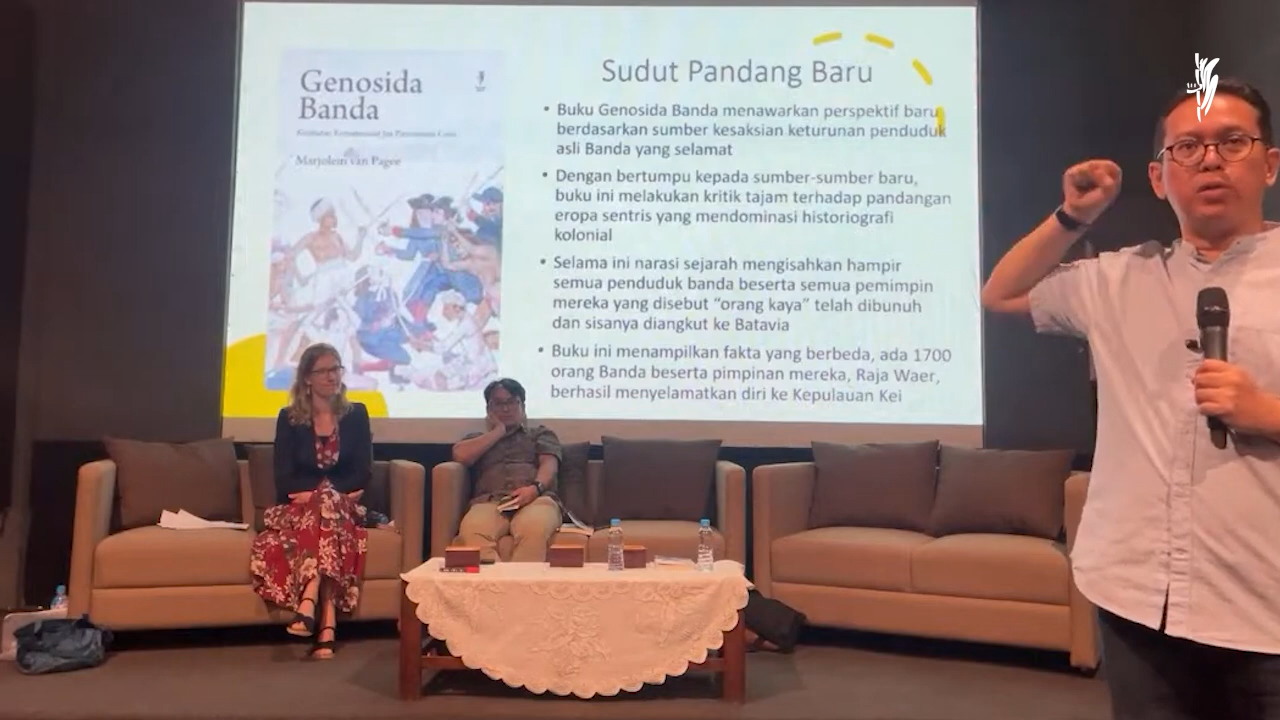 Genosida
Banda
Marjolein van Pagee
Sudut Pandang Baru
• Buku Genosida Banda menawarkan perspektif baru
berdasarkan sumber kesaksian keturunan penduduk
asli Banda yang selamat
• Dengan bertumpu kepada sumber-sumber baru,
buku ini melakukan kritik tajam terhadap pandangan
eropa sentris yang mendominasi historiografi
kolonial
• Selama ini narasi sejarah mengisahkan hampir
semua penduduk banda beserta semua pemimpin
mereka yang disebut “orang kaya” telah dibunuh
dan sisanya diangkut ke Batavia
• Buku ini menampilkan fakta yang berbeda, ada 1700
orang Banda beserta pimpinan mereka, Raja Waer,
berhasil menyelamatkan diri ke Kepulauan Kei